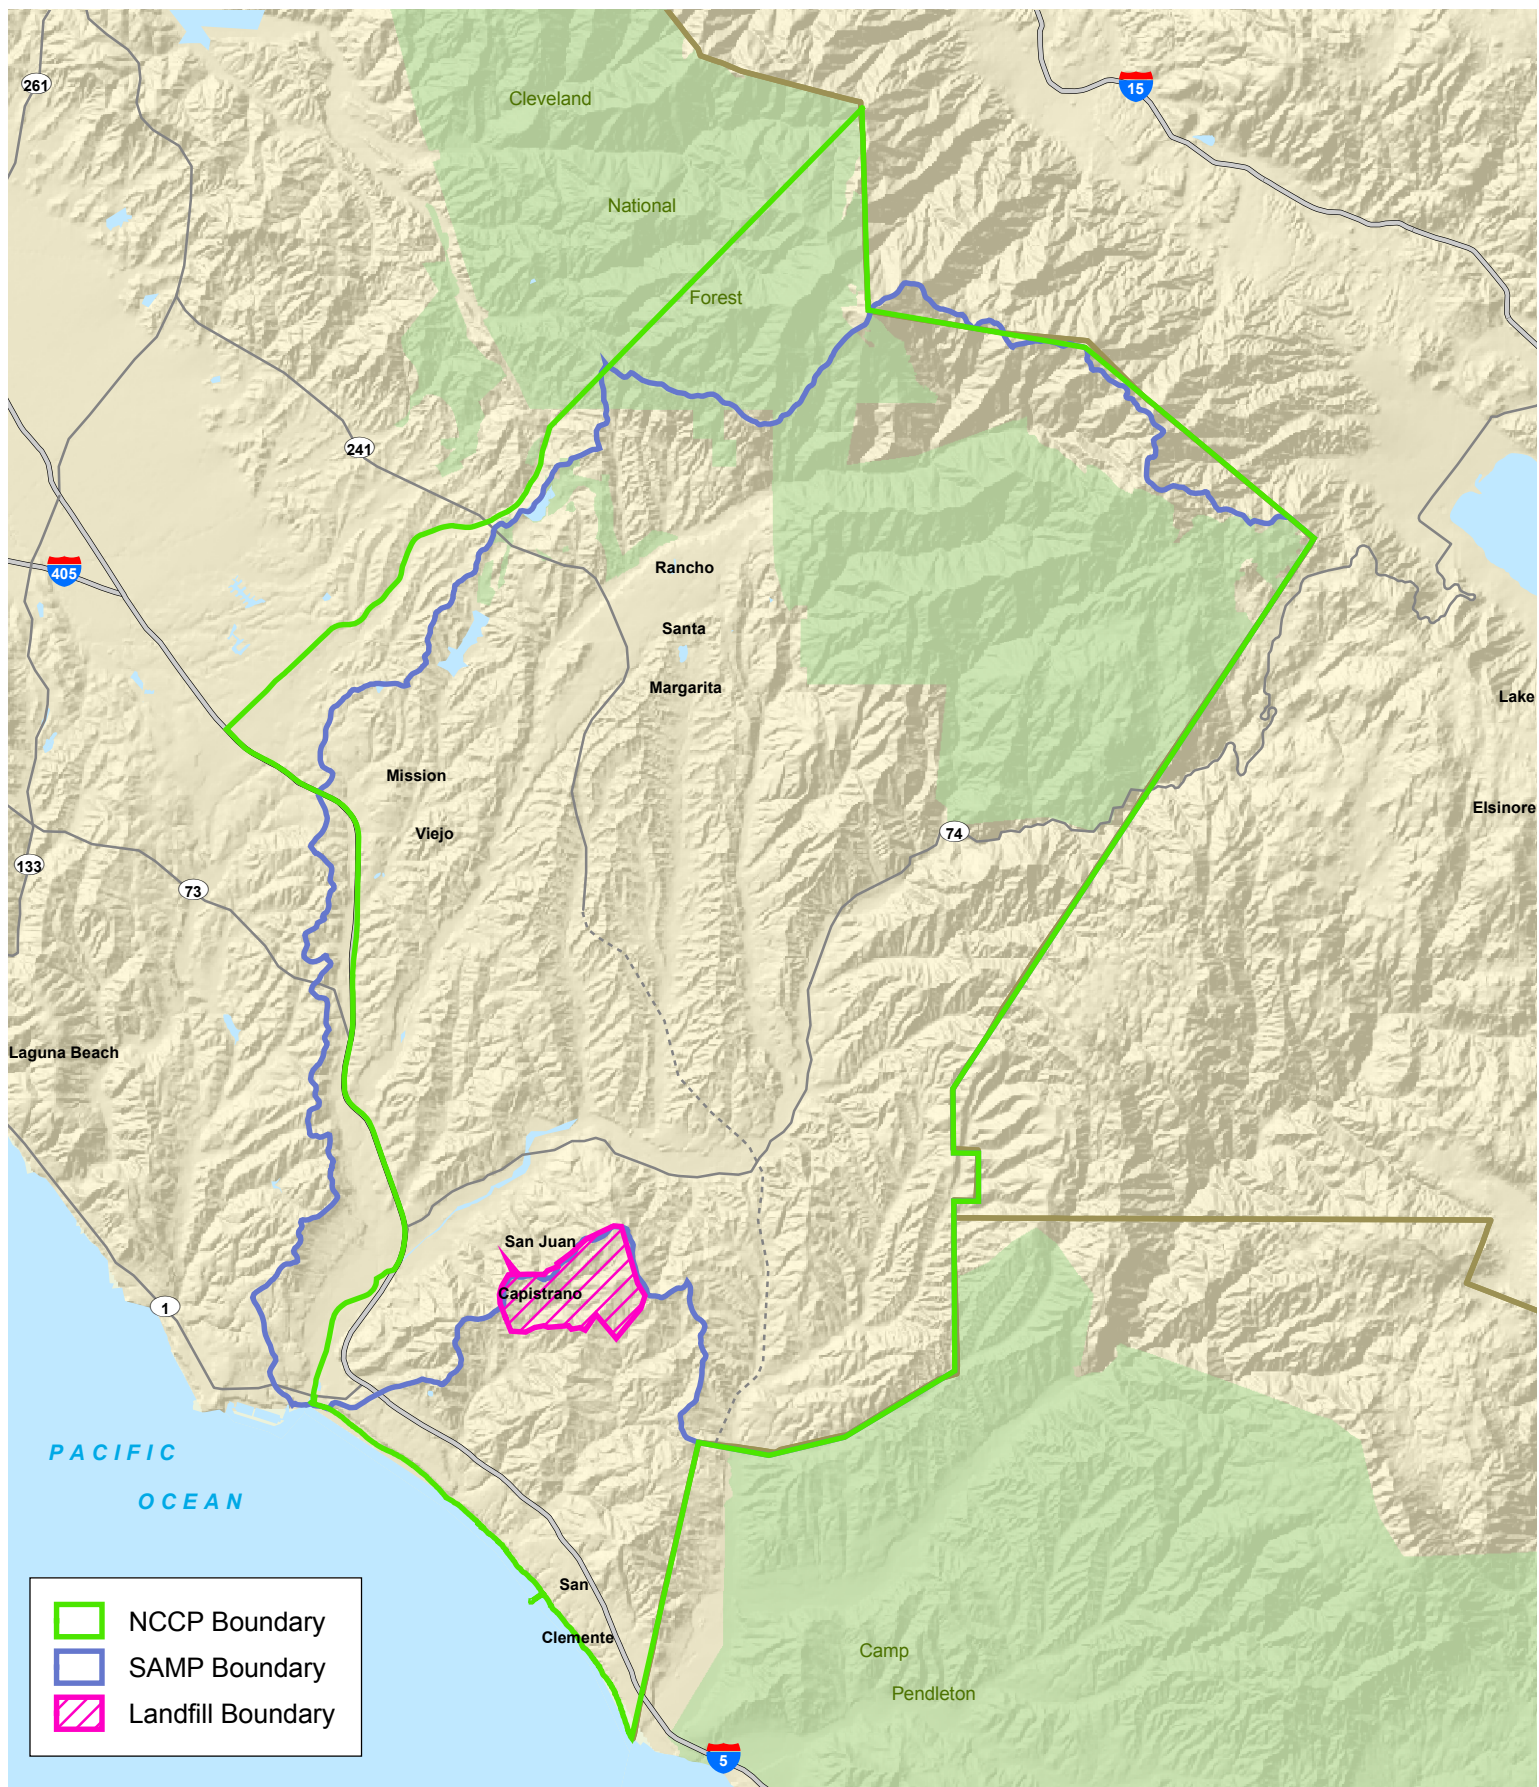 261
15
Cleveland
National
Forest
241
405
Rancho
Santa
Margarita
Lake
Mission
Elsinore
Viejo
74
133
73
Laguna Beach
San Juan
Capistrano
1
PACIFIC
OCEAN
San
Clemente
Camp
Pendleton
5
NCCP Boundary
SAMP Boundary
Landfill Boundary